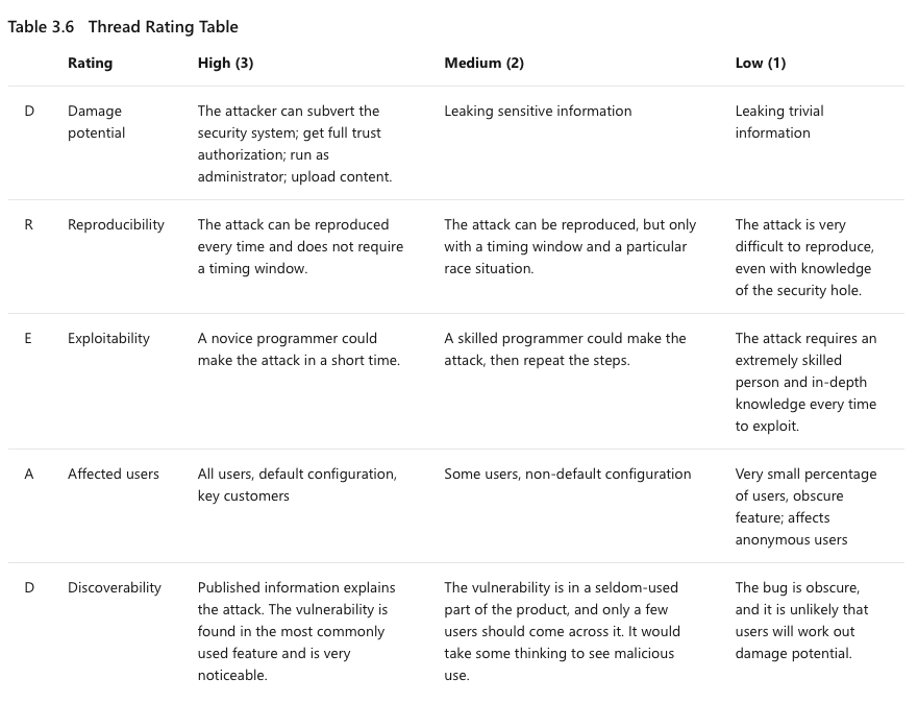 Table 3.6 Thread Rating Table
Rating High (3) Medium (2) Low (1)
D Damage potential The attacker can subvert the security system; get full trust authorization; run as administrator; upload content. Leaking sensitive information Leaking trivial information
R Reproducibility The attack can be reproduced every time and does not require a timing window. The attack can be reproduced, but only with a timing window and a particular race situation. The attack is very difficult to reproduce, even with knowledge of the security hole.
E Exploitability A novice programmer could make the attack in a short time. A skilled programmer could make the attack, then repeat the steps. The attack requires an extremely skilled person and in-depth knowledge every time to exploit.
A Affected users All users, default configuration, key customers Some users, non-default configuration Very small percentage of users, obscure feature; affects anonymous users
D Discoverability Published information explains the attack. The vulnerability is found in the most commonly used feature and is very noticeable. The vulnerability is in a seldom-used part of the product, and only a few users should come across it. It would take some thinking to see malicious use. The bug is obscure, and it is unlikely that users will work out damage potential.